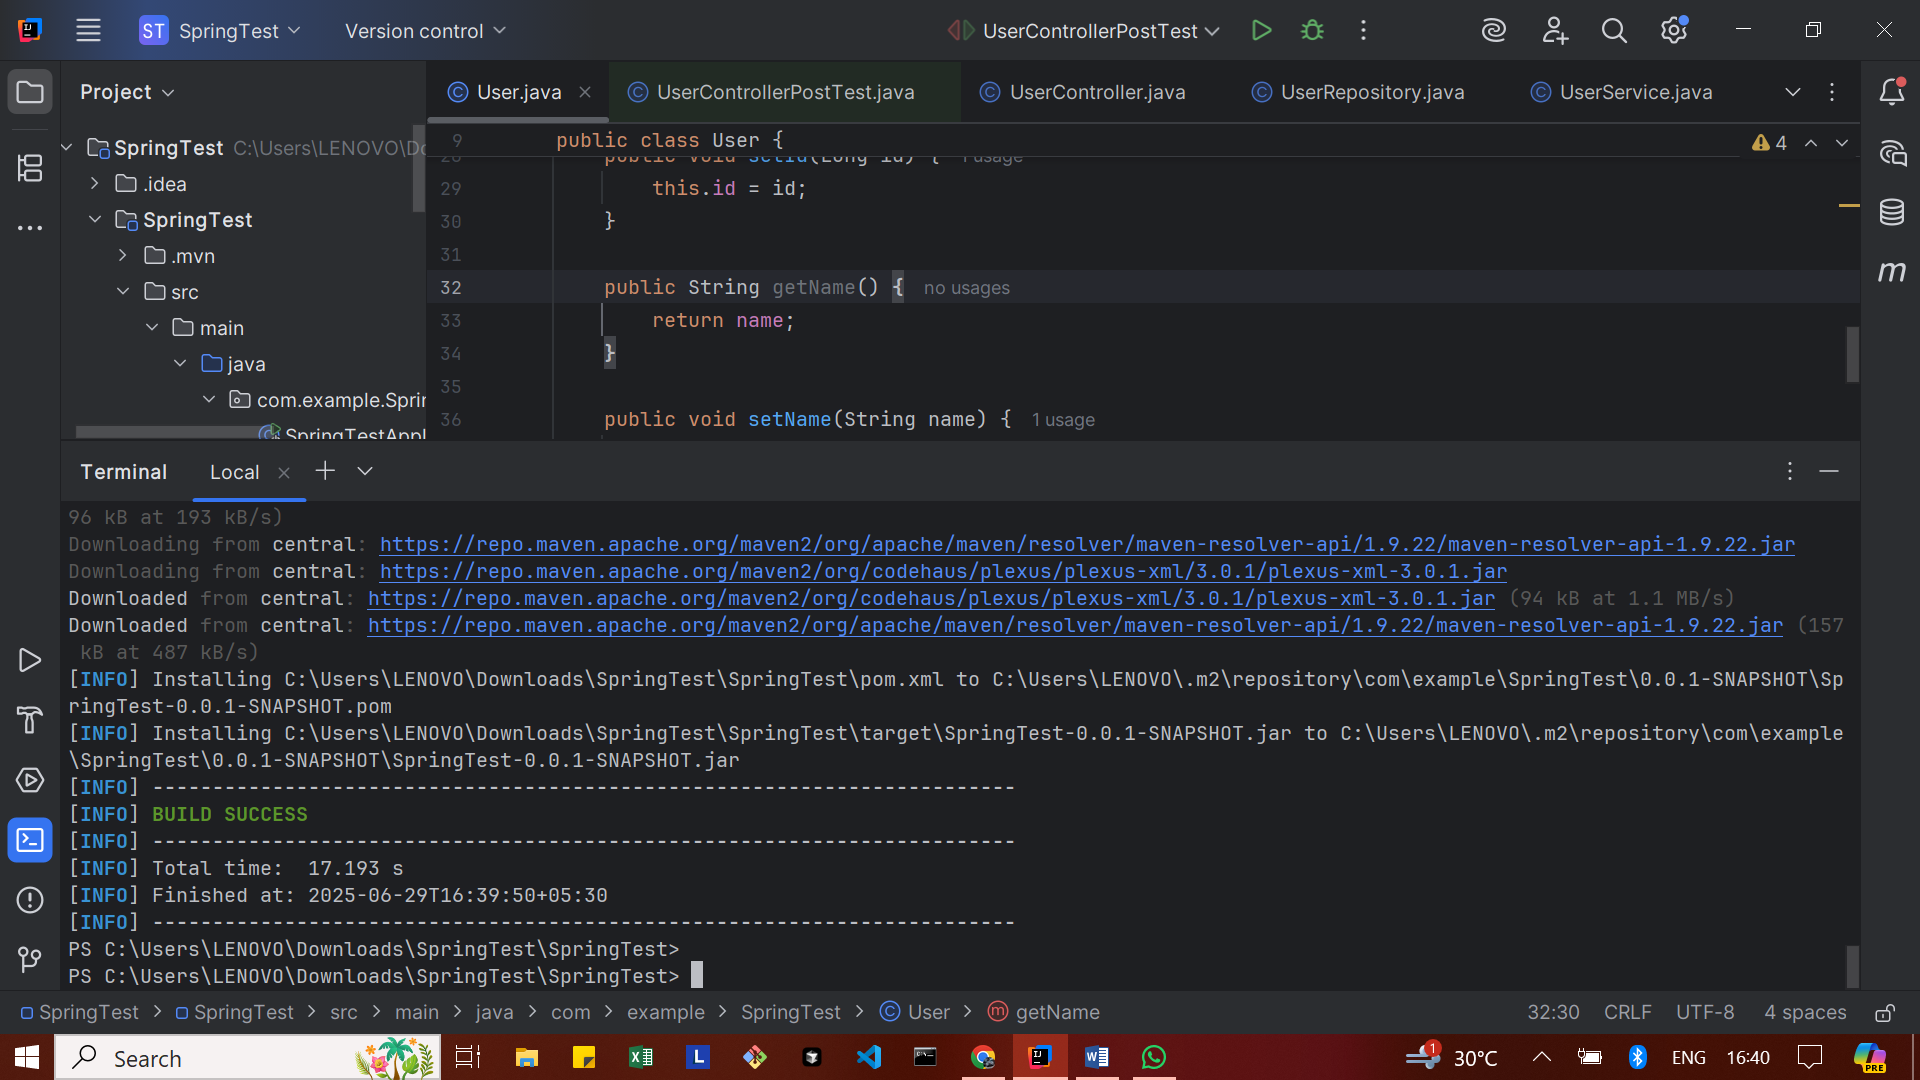 ST SpringTest Version control UserControllerPostTest
Project
User.java UserControllerPostTest.java UserController.java UserRepository.java UserService.java
SpringTest C:\Users\LENOVO\Do
.idea
SpringTest
.mvn
src
main
java
com.example.Sprin
SpringTestAppl
9 public class User { 4
28 public void setId(Long id) { 1 usage
29 this.id = id;
30 }
31
32 public String getName() { no usages
33 return name;
34 }
35
36 public void setName(String name) { 1 usage
Terminal Local
96 kB at 193 kB/s)
Downloading from central: https://repo.maven.apache.org/maven2/org/apache/maven/resolver/maven-resolver-api/1.9.22/maven-resolver-api-1.9.22.jar
Downloading from central: https://repo.maven.apache.org/maven2/org/codehaus/plexus/plexus-xml/3.0.1/plexus-xml-3.0.1.jar
Downloaded from central: https://repo.maven.apache.org/maven2/org/codehaus/plexus/plexus-xml/3.0.1/plexus-xml-3.0.1.jar (94 kB at 1.1 MB/s)
Downloaded from central: https://repo.maven.apache.org/maven2/org/apache/maven/resolver/maven-resolver-api/1.9.22/maven-resolver-api-1.9.22.jar (157
kB at 487 kB/s)
[INFO] Installing C:\Users\LENOVO\Downloads\SpringTest\SpringTest\pom.xml to C:\Users\LENOVO\.m2\repository\com\example\SpringTest\0.0.1-SNAPSHOT\Sp
ringTest-0.0.1-SNAPSHOT.pom
[INFO] Installing C:\Users\LENOVO\Downloads\SpringTest\SpringTest\target\SpringTest-0.0.1-SNAPSHOT.jar to C:\Users\LENOVO\.m2\repository\com\example
\SpringTest\0.0.1-SNAPSHOT\SpringTest-0.0.1-SNAPSHOT.jar
[INFO] ------------------------------------------------------------------------
[INFO] BUILD SUCCESS
[INFO] ------------------------------------------------------------------------
[INFO] Total time:  17.193 s
[INFO] Finished at: 2025-06-29T16:39:50+05:30
[INFO] ------------------------------------------------------------------------
PS C:\Users\LENOVO\Downloads\SpringTest\SpringTest>
PS C:\Users\LENOVO\Downloads\SpringTest\SpringTest>
SpringTest > SpringTest > src > main > java > com > example > SpringTest > User > getName 32:30 CRLF UTF-8 4 spaces
Search 1 30°C ENG 16:40 PRE